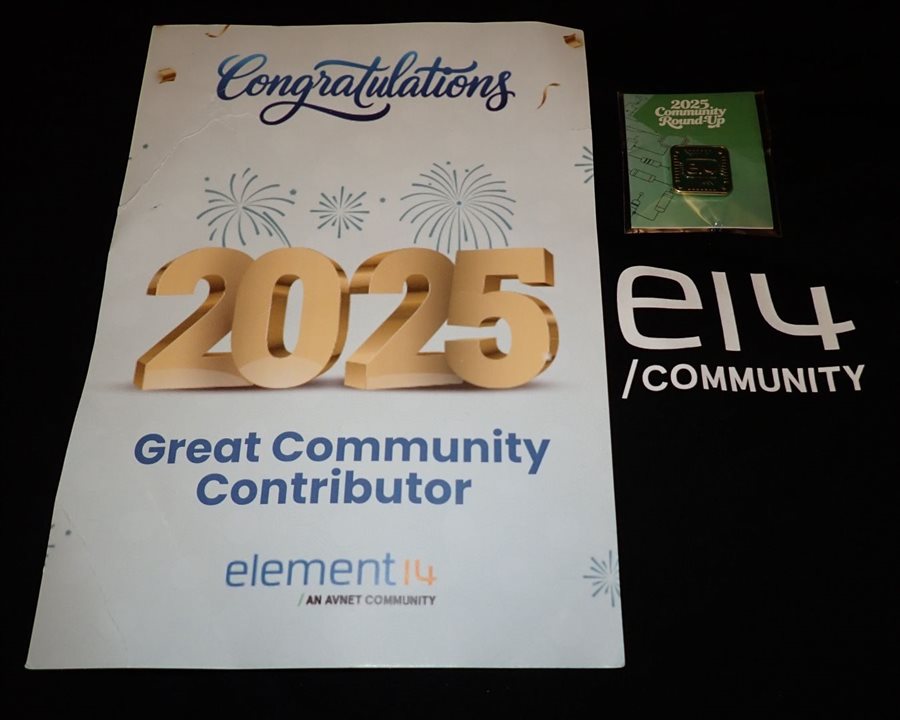 Congratulations
2025
Great Community
Contributor
element14
/AN AVNET COMMUNITY
2025
Community
Round-Up
e14
/COMMUNITY